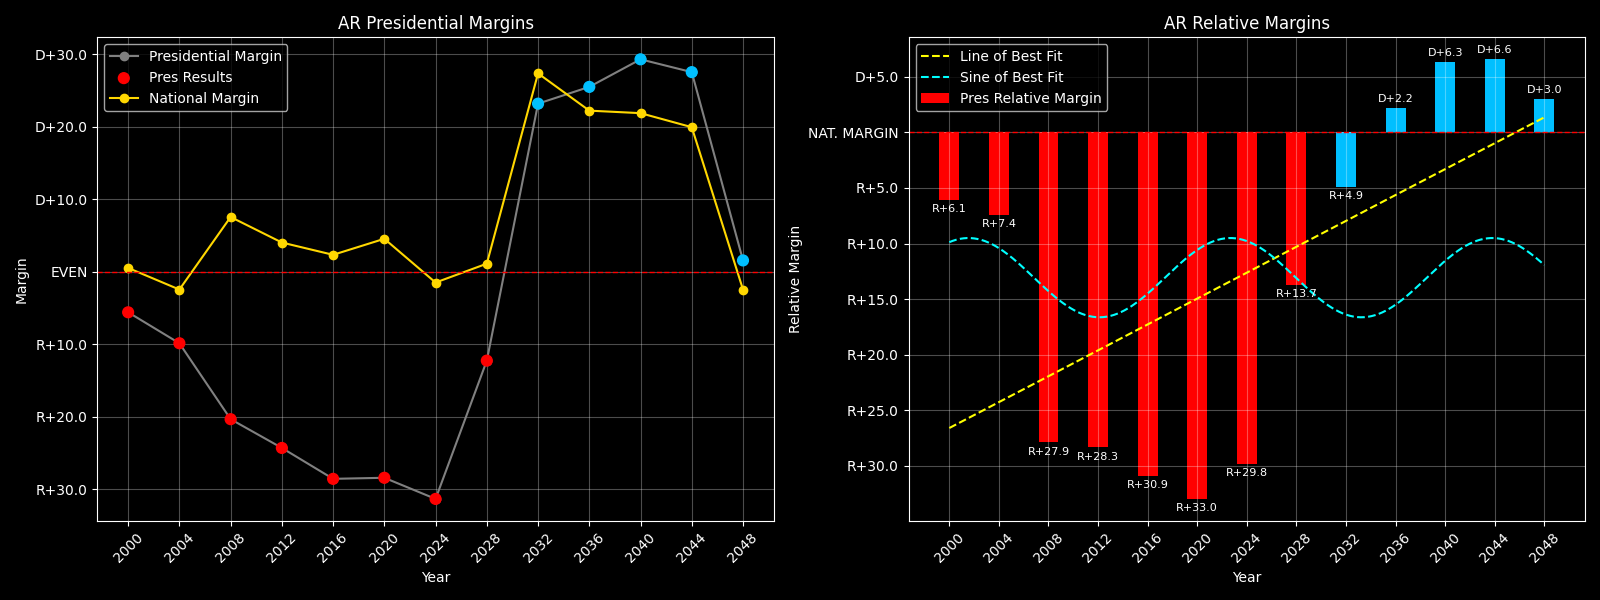 AR Presidential Margins
Presidential Margin
Pres Results
National Margin
D+30.0
D+20.0
D+10.0
EVEN
R+10.0
R+20.0
R+30.0
Margin
2000
2004
2008
2012
2016
2020
2024
2028
2032
2036
2040
2044
2048
Year
AR Relative Margins
Line of Best Fit
Sine of Best Fit
Pres Relative Margin
D+5.0
NAT. MARGIN
R+5.0
R+10.0
R+15.0
R+20.0
R+25.0
R+30.0
Relative Margin
R+6.1
R+7.4
R+27.9
R+28.3
R+30.9
R+33.0
R+29.8
R+13.7
R+4.9
D+2.2
D+6.3
D+6.6
D+3.0
2000
2004
2008
2012
2016
2020
2024
2028
2032
2036
2040
2044
2048
Year